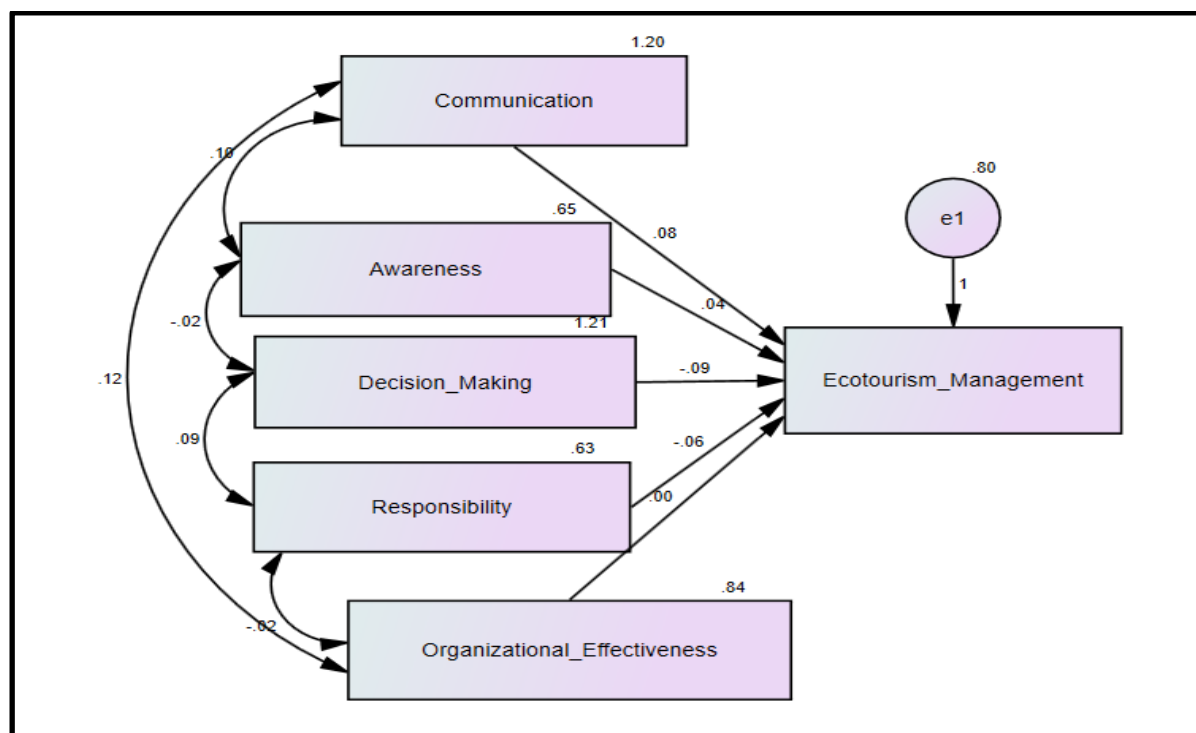 1.20
Communication
.10
.80
e1
.65
.08
Awareness
1
.04
-.02
1.21
Decision_Making
-.09
Ecotourism_Management
.12
.09
.63
-.06
Responsibility
.00
.84
-.02
Organizational_Effectiveness